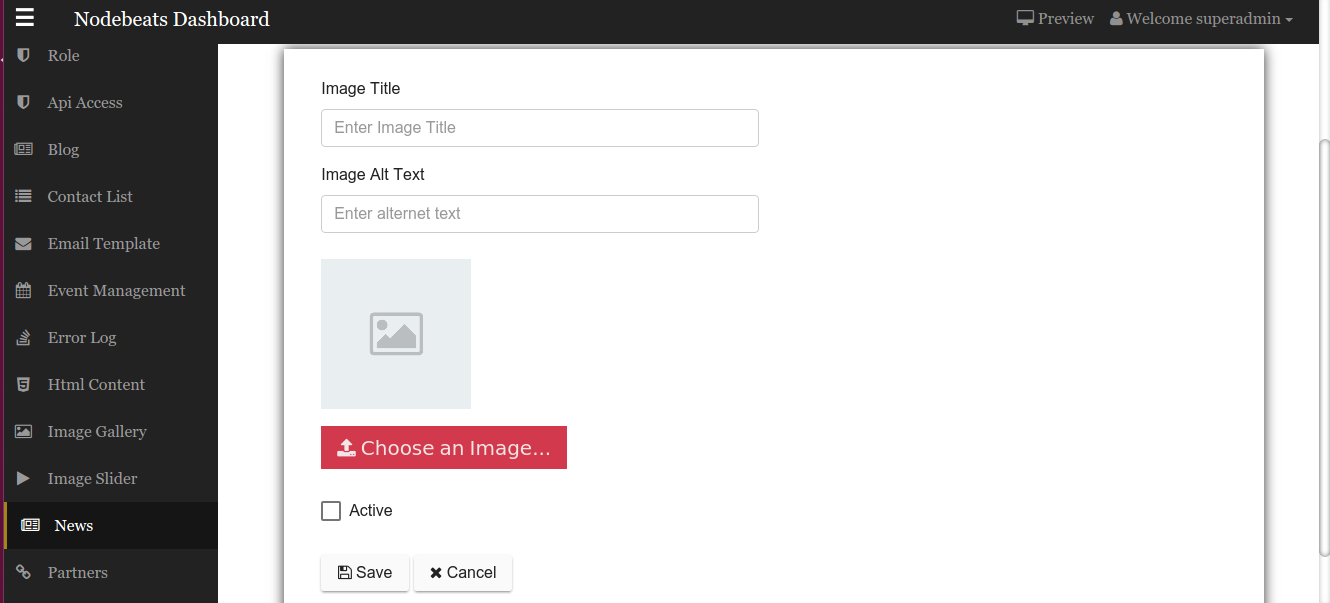 Nodebeats Dashboard
Preview
Welcome superadmin
Role
Api Access
Blog
Contact List
Email Template
Event Management
Error Log
Html Content
Image Gallery
Image Slider
News
Partners
Image Title
Enter Image Title
Image Alt Text
Enter alternet text
Choose an Image...
Active
Save
Cancel